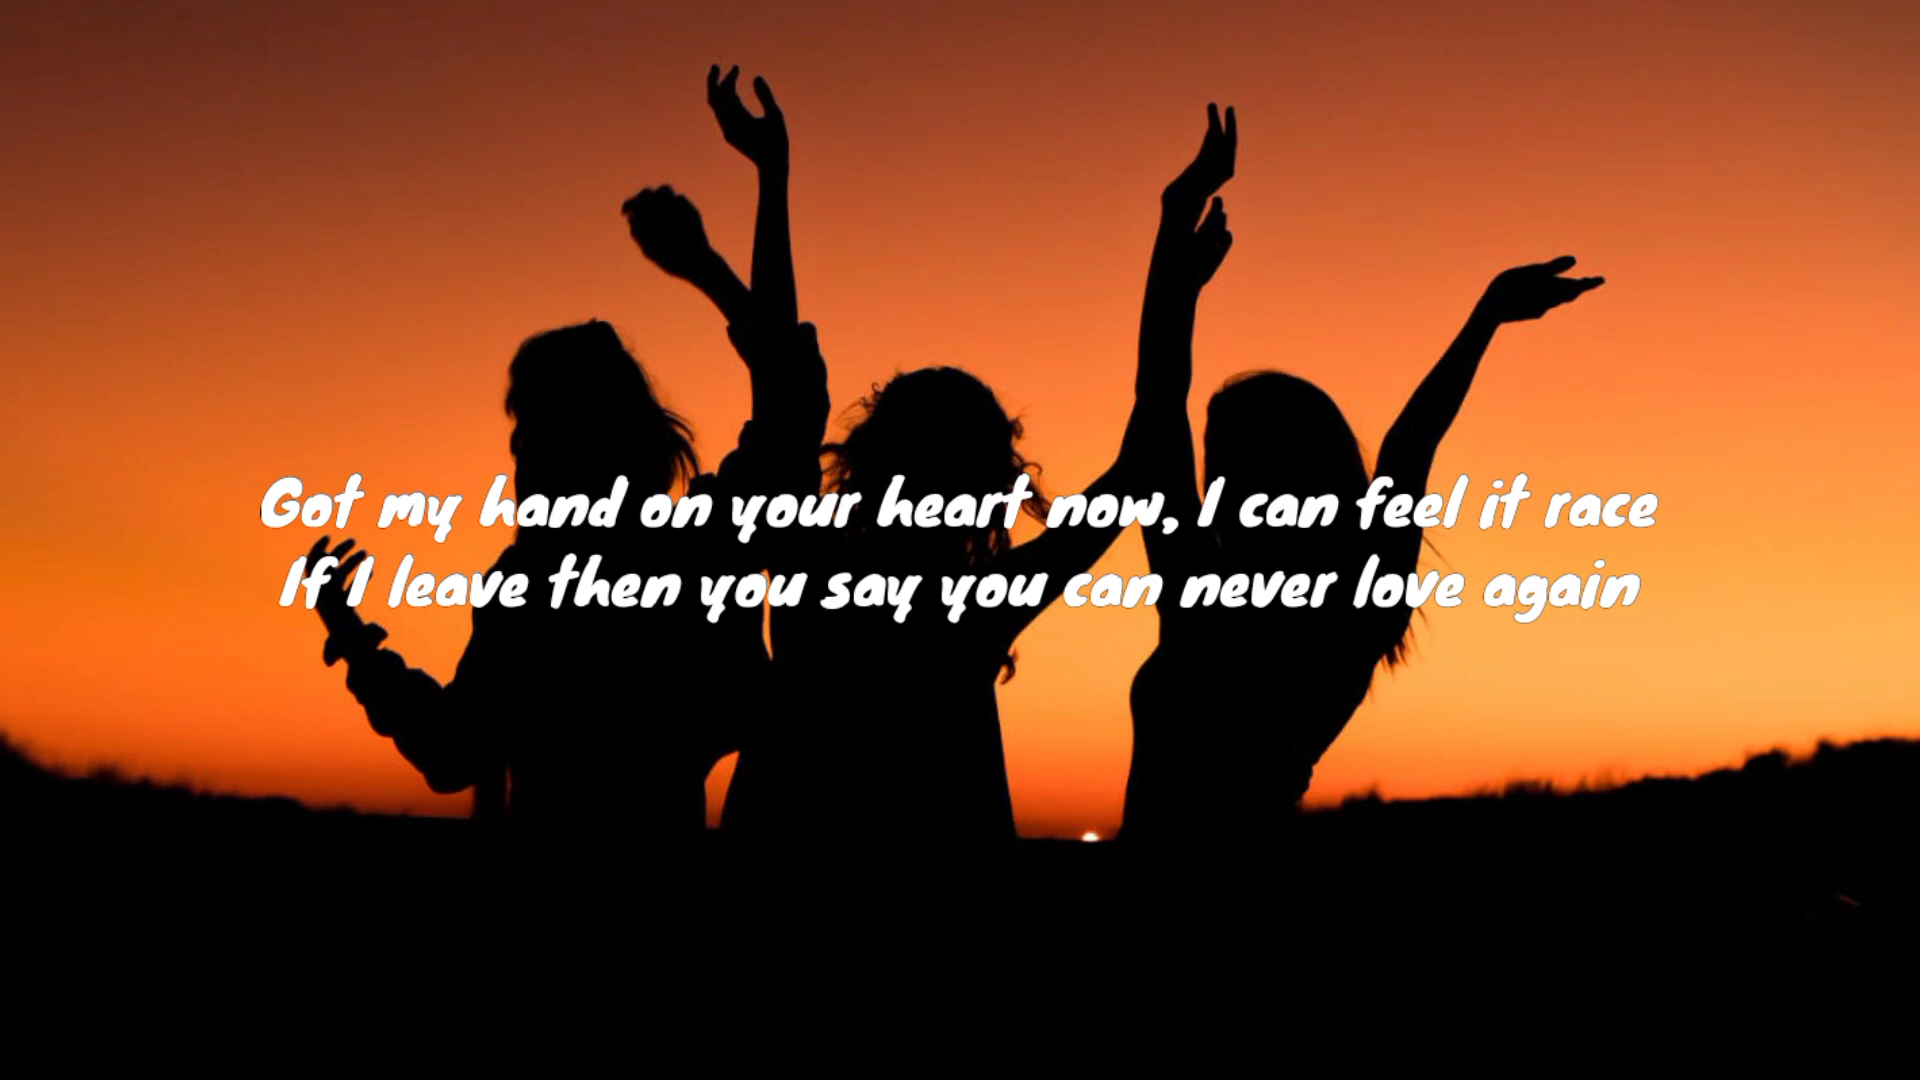 Got my hand on your heart now, I can feel it race
If I leave then you say you can never love again